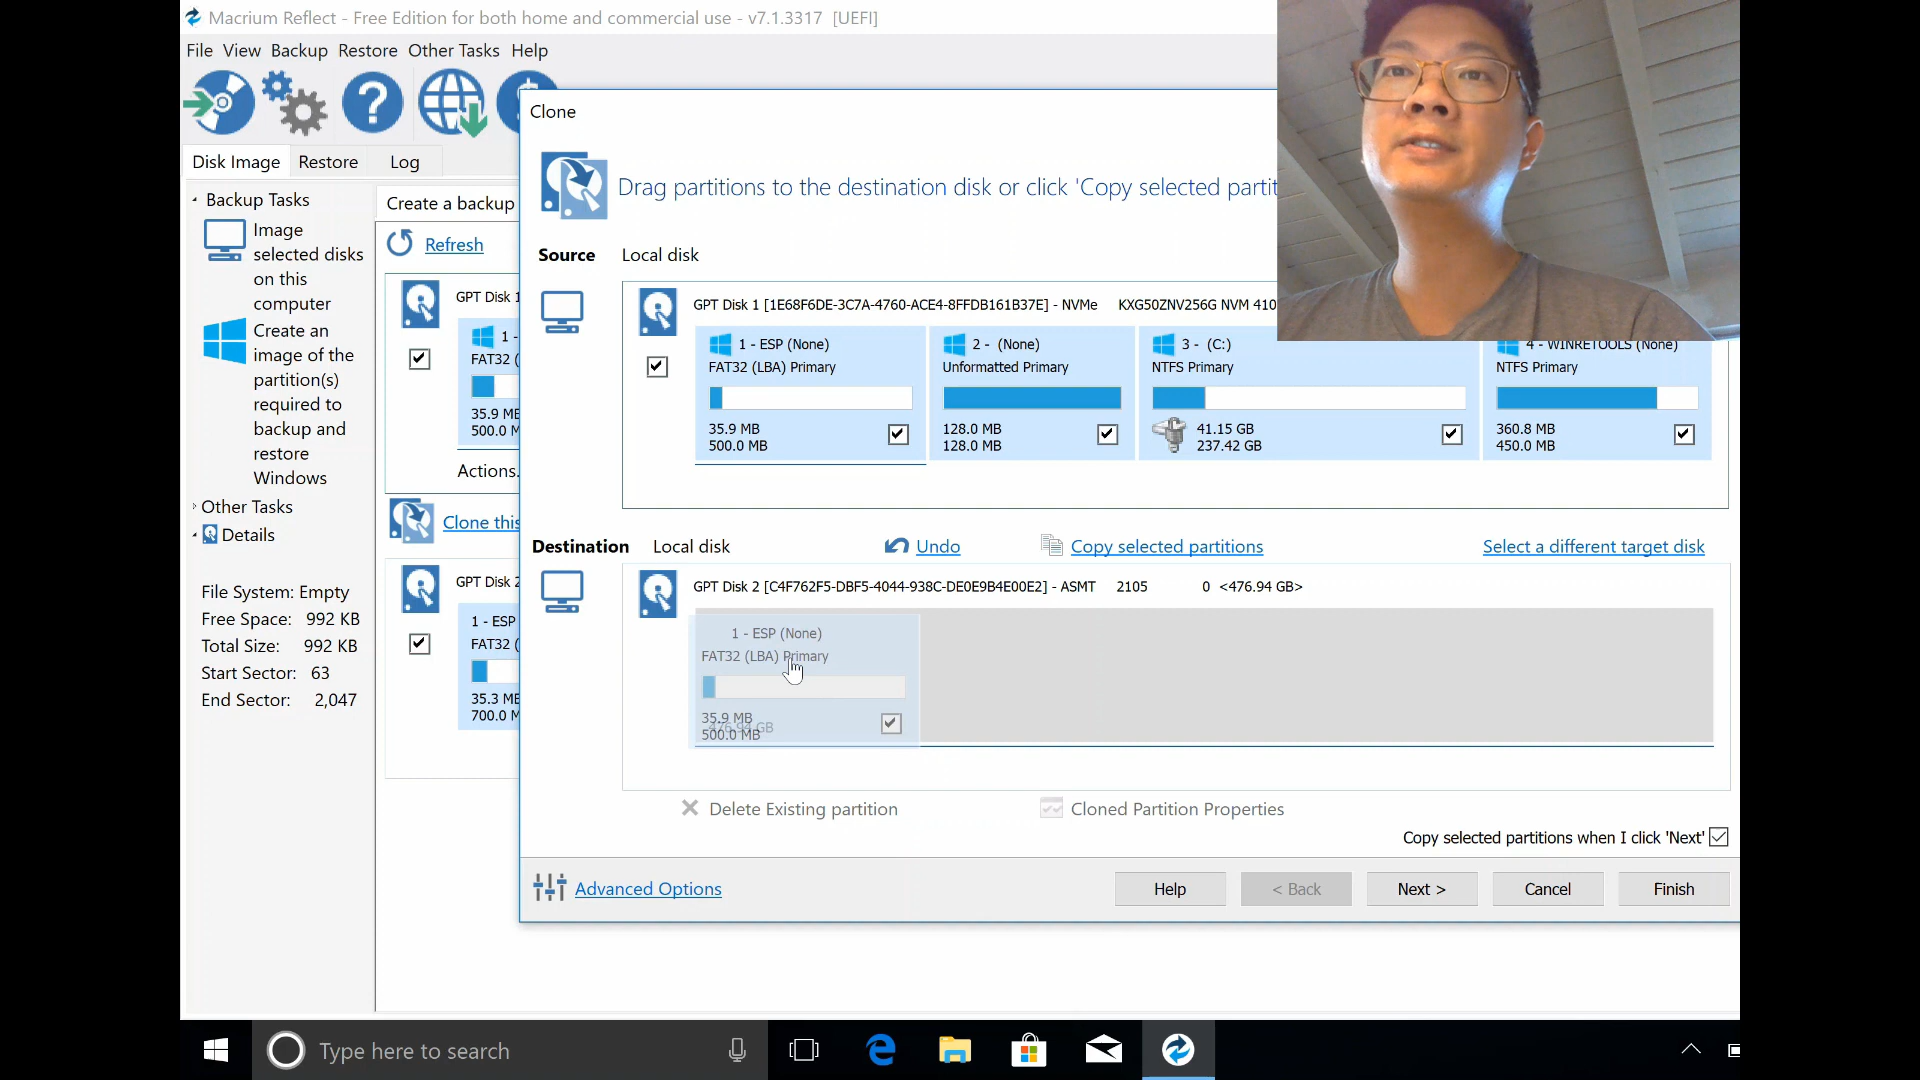 Macrium Reflect - Free Edition for both home and commercial use - v7.1.3317 [UEFI]
File View Backup Restore Other Tasks Help
Disk Image Restore Log
Backup Tasks
Image
selected disks
on this
computer
Create an
image of the
partition(s)
required to
backup and
restore
Windows
Other Tasks
Details
File System: Empty
Free Space: 992 KB
Total Size: 992 KB
Start Sector: 63
End Sector: 2,047
Create a backup
Refresh
GPT Disk 1
1 -
FAT32 (
35.9 MB
500.0 M
Actions.
Clone this
GPT Disk 2
1 - ESP
FAT32 (
35.3 MB
700.0 M
Clone
Drag partitions to the destination disk or click 'Copy selected partit
Source Local disk
GPT Disk 1 [1E68F6DE-3C7A-4760-ACE4-8FFDB161B37E] - NVMe KXG50ZNV256G NVM 410
1 - ESP (None)
FAT32 (LBA) Primary
35.9 MB
500.0 MB
2 - (None)
Unformatted Primary
128.0 MB
128.0 MB
3 - (C:)
NTFS Primary
41.15 GB
237.42 GB
4 - WINRETOOLS (None)
NTFS Primary
360.8 MB
450.0 MB
Destination Local disk Undo Copy selected partitions Select a different target disk
GPT Disk 2 [C4F762F5-DBF5-4044-938C-DE0E9B4E00E2] - ASMT 2105 0 <476.94 GB>
1 - ESP (None)
FAT32 (LBA) Primary
35.9 MB
476.94 GB
500.0 MB
Delete Existing partition Cloned Partition Properties
Copy selected partitions when I click 'Next'
Advanced Options Help < Back Next > Cancel Finish
Type here to search